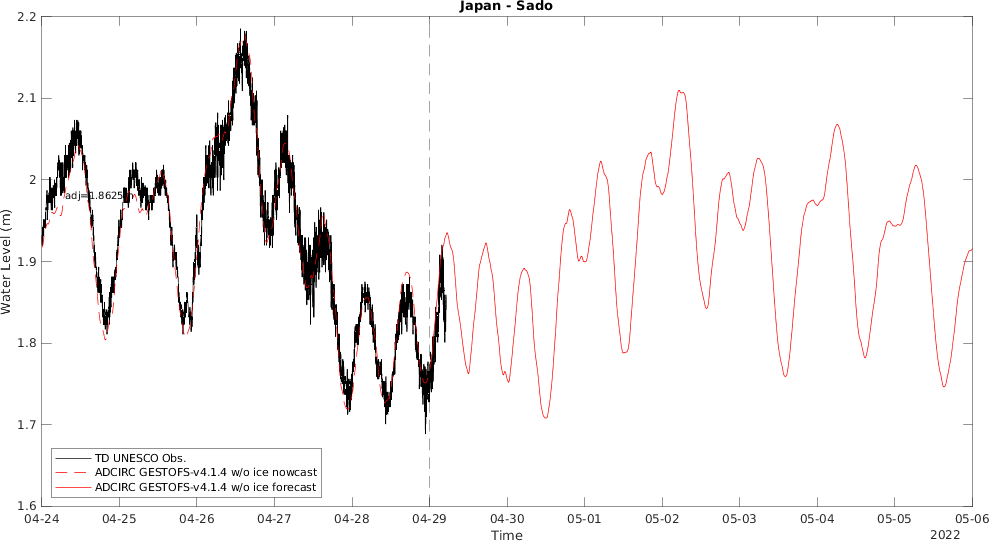 Japan - Sado
Water Level (m)
2.2
2.1
2
1.9
1.8
1.7
1.6
adj=1.8625
TD UNESCO Obs.
ADCIRC GESTOFS-v4.1.4 w/o ice nowcast
ADCIRC GESTOFS-v4.1.4 w/o ice forecast
04-24 04-25 04-26 04-27 04-28 04-29 04-30 05-01 05-02 05-03 05-04 05-05 05-06
Time
2022